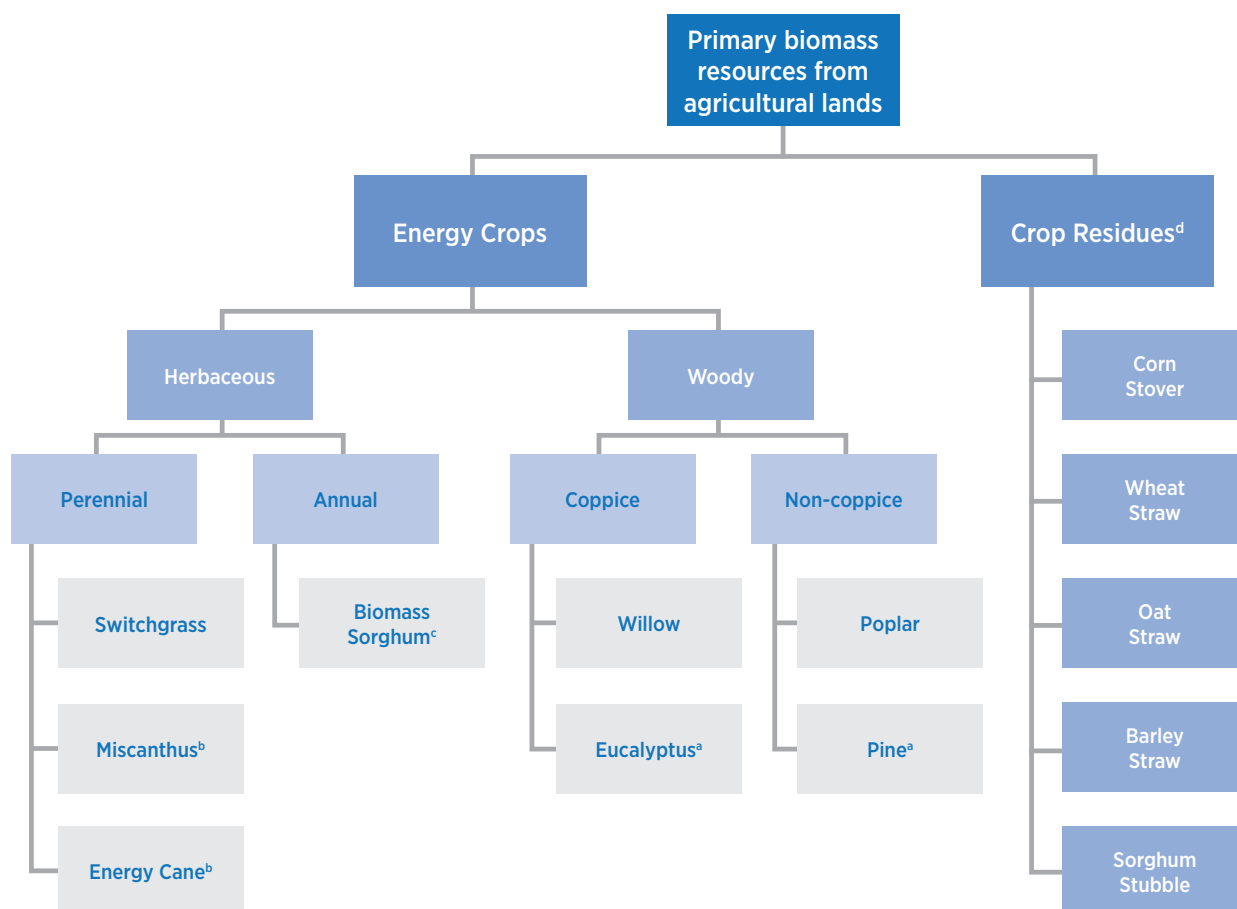 Primary biomass
resources from
agricultural lands
Energy Crops
Crop Residuesᵈ
Herbaceous
Woody
Perennial
Annual
Coppice
Non-coppice
Switchgrass
Miscanthusᵇ
Energy Caneᵇ
Biomass
Sorghumᶜ
Willow
Eucalyptusᵃ
Poplar
Pineᵃ
Corn
Stover
Wheat
Straw
Oat
Straw
Barley
Straw
Sorghum
Stubble